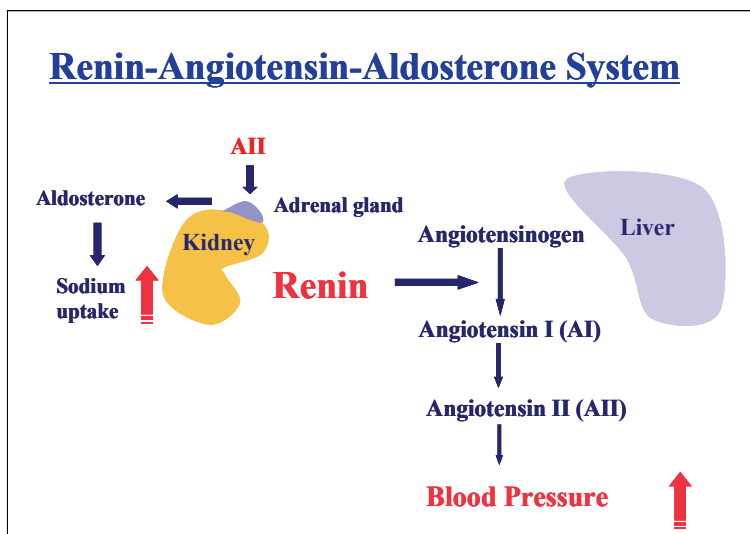 Renin-Angiotensin-Aldosterone System
AII
Aldosterone
Adrenal gland
Kidney
Sodium
uptake
Renin
Angiotensinogen
Liver
Angiotensin I (AI)
Angiotensin II (AII)
Blood Pressure